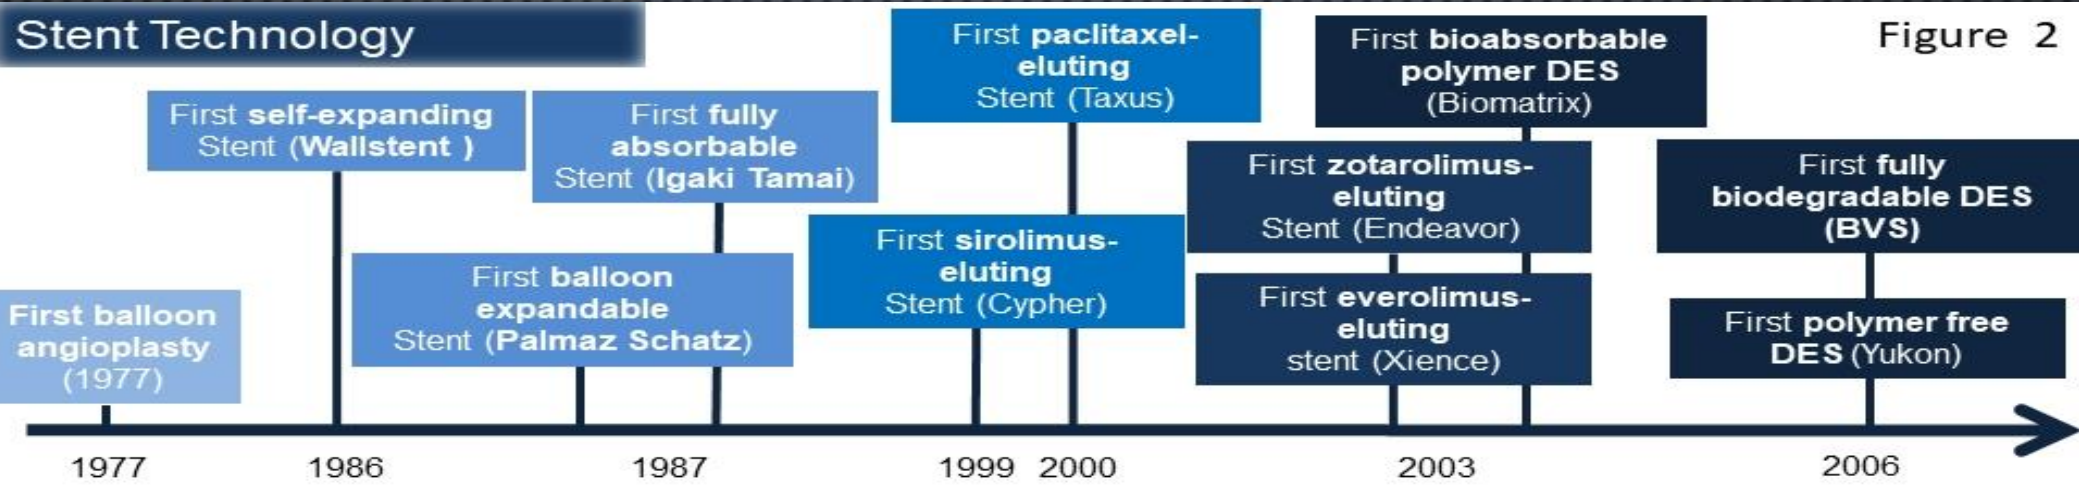 Stent Technology
Figure 2
First balloon
angioplasty
(1977)
First self-expanding
Stent (Wallstent )
First balloon
expandable
Stent (Palmaz Schatz)
First fully
absorbable
Stent (Igaki Tamai)
First sirolimus-
eluting
Stent (Cypher)
First paclitaxel-
eluting
Stent (Taxus)
First zotarolimus-
eluting
Stent (Endeavor)
First everolimus-
eluting
stent (Xience)
First bioabsorbable
polymer DES
(Biomatrix)
First fully
biodegradable DES
(BVS)
First polymer free
DES (Yukon)
1977
1986
1987
1999
2000
2003
2006